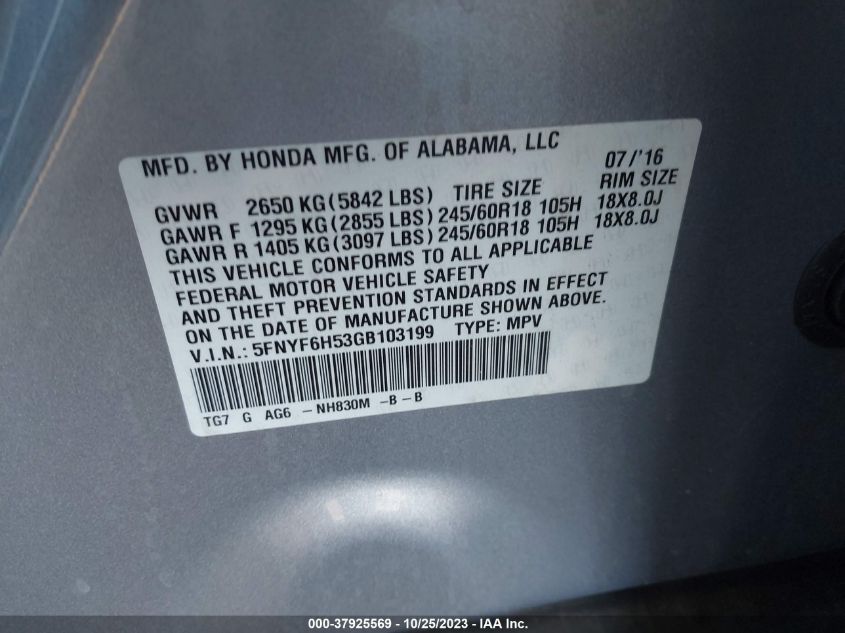 MFD. BY HONDA MFG. OF ALABAMA, LLC 07/'16
GVWR 2650 KG(5842 LBS) TIRE SIZE RIM SIZE
GAWR F 1295 KG(2855 LBS) 245/60R18 105H 18X8.0J
GAWR R 1405 KG(3097 LBS) 245/60R18 105H 18X8.0J
THIS VEHICLE CONFORMS TO ALL APPLICABLE
FEDERAL MOTOR VEHICLE SAFETY
AND THEFT PREVENTION STANDARDS IN EFFECT
ON THE DATE OF MANUFACTURE SHOWN ABOVE.
V.I.N.: 5FNYF6H53GB103199 TYPE: MPV
TG7 G AG6 -NH830M -B-B
000-37925569 - 10/25/2023 - IAA Inc.